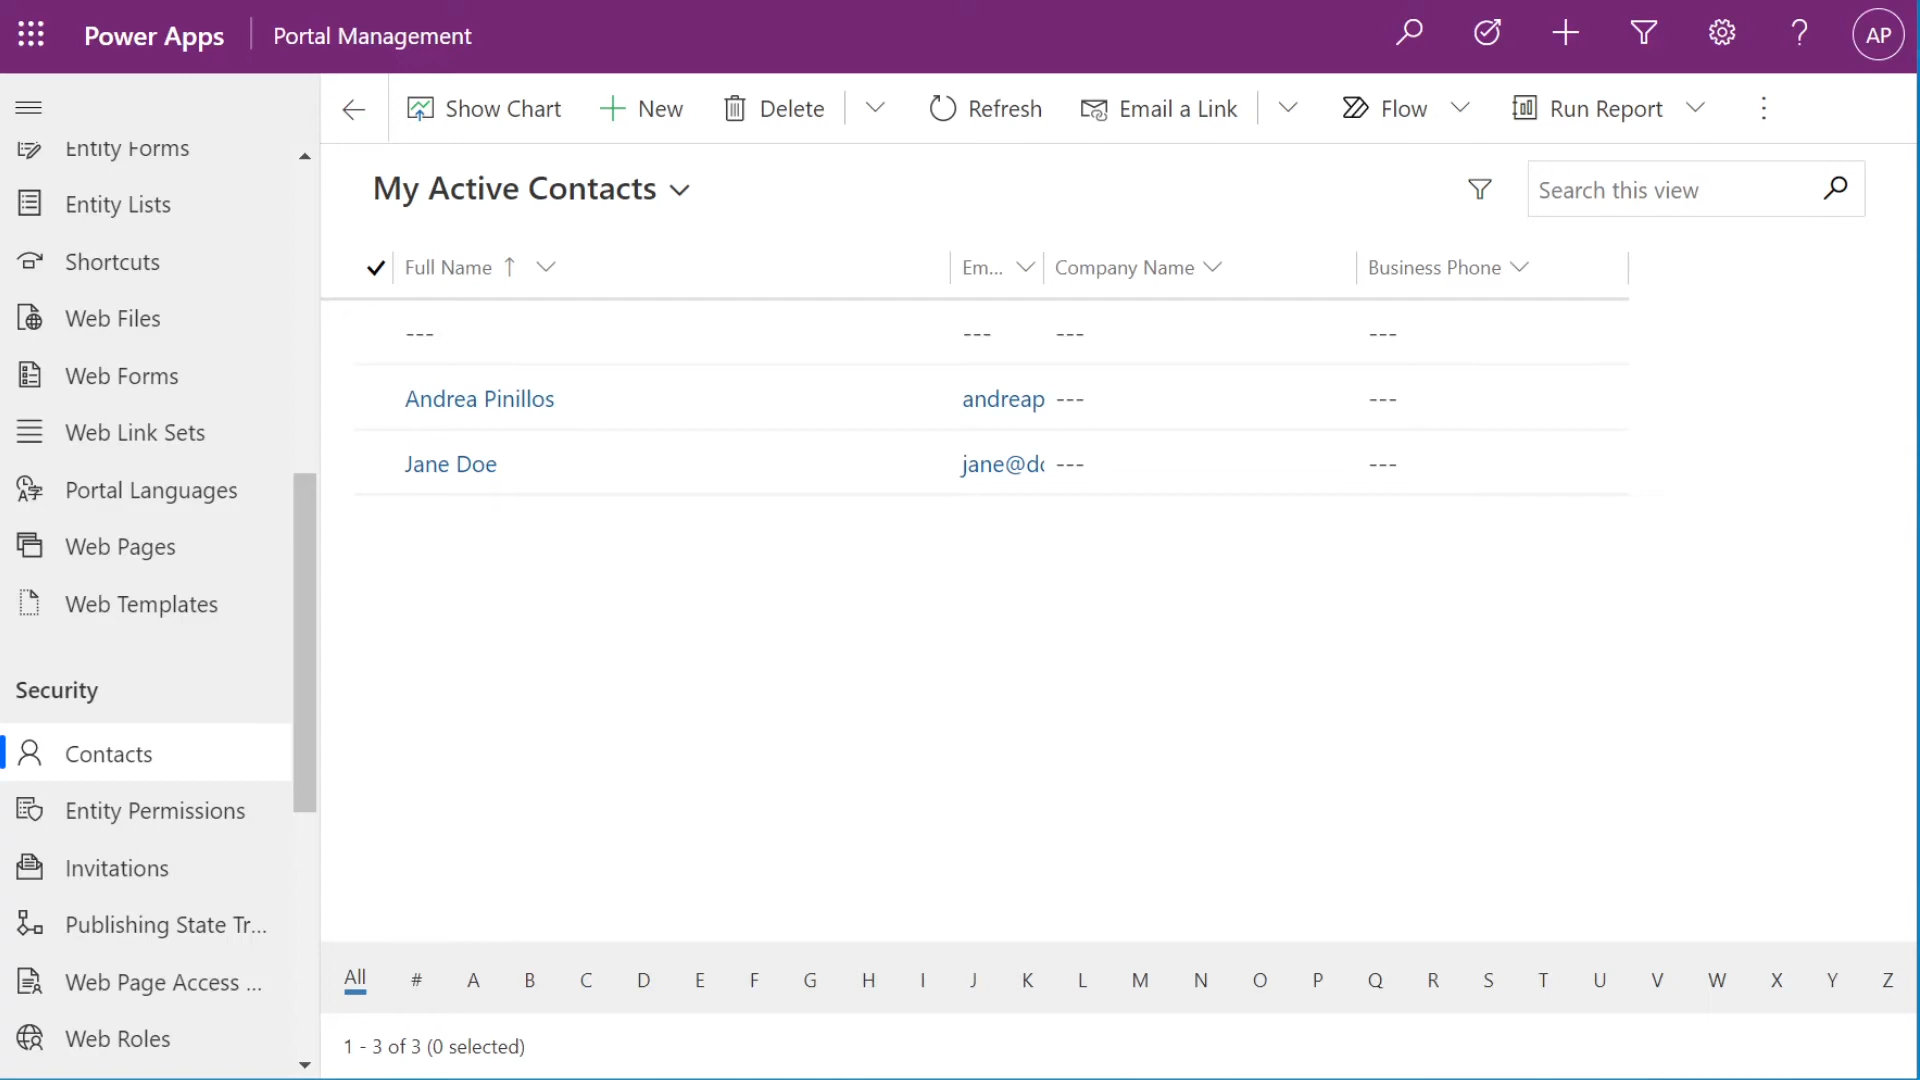 Power Apps
Portal Management
AP
Show Chart
New
Delete
Refresh
Email a Link
Flow
Run Report
Entity Forms
Entity Lists
Shortcuts
Web Files
Web Forms
Web Link Sets
Portal Languages
Web Pages
Web Templates
Security
Contacts
Entity Permissions
Invitations
Publishing State Tr...
Web Page Access ...
Web Roles
My Active Contacts
Search this view
Full Name
Em...
Company Name
Business Phone
--- --- --- ---
Andrea Pinillos andreap --- ---
Jane Doe jane@do --- ---
All # A B C D E F G H I J K L M N O P Q R S T U V W X Y Z
1 - 3 of 3 (0 selected)